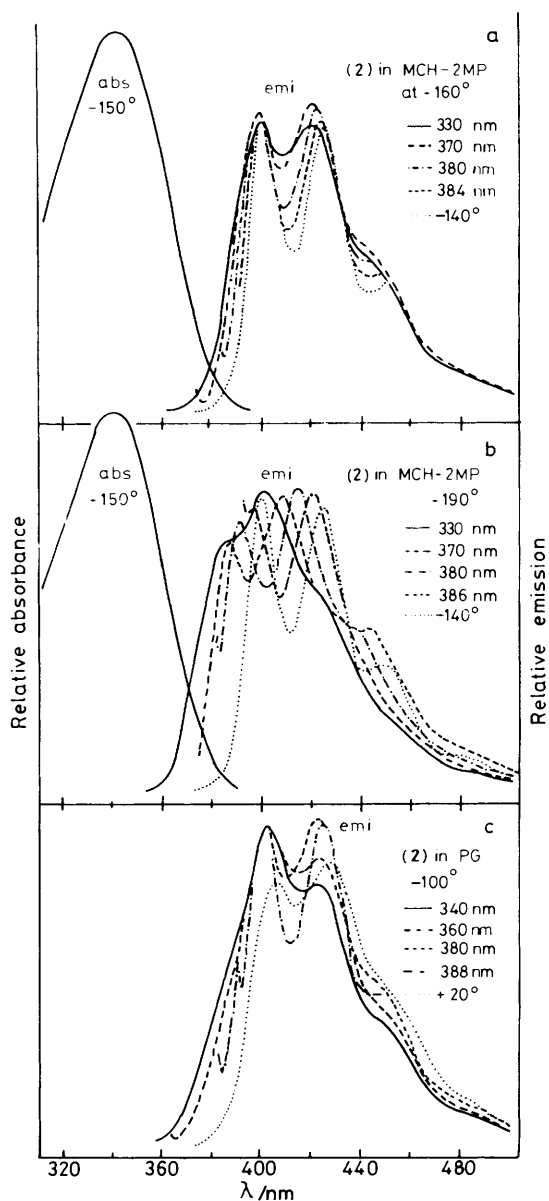 a
abs
-150°
emi
(2) in MCH-2MP
at -160°
330 nm
370 nm
380 nm
384 nm
-140°
b
abs
-150°
emi
(2) in MCH-2MP
-190°
330 nm
370 nm
380 nm
386 nm
-140°
Relative absorbance
Relative emission
c
emi
(2) in PG
-100°
340 nm
360 nm
380 nm
388 nm
+20°
320 360 400 440 480
λ/nm